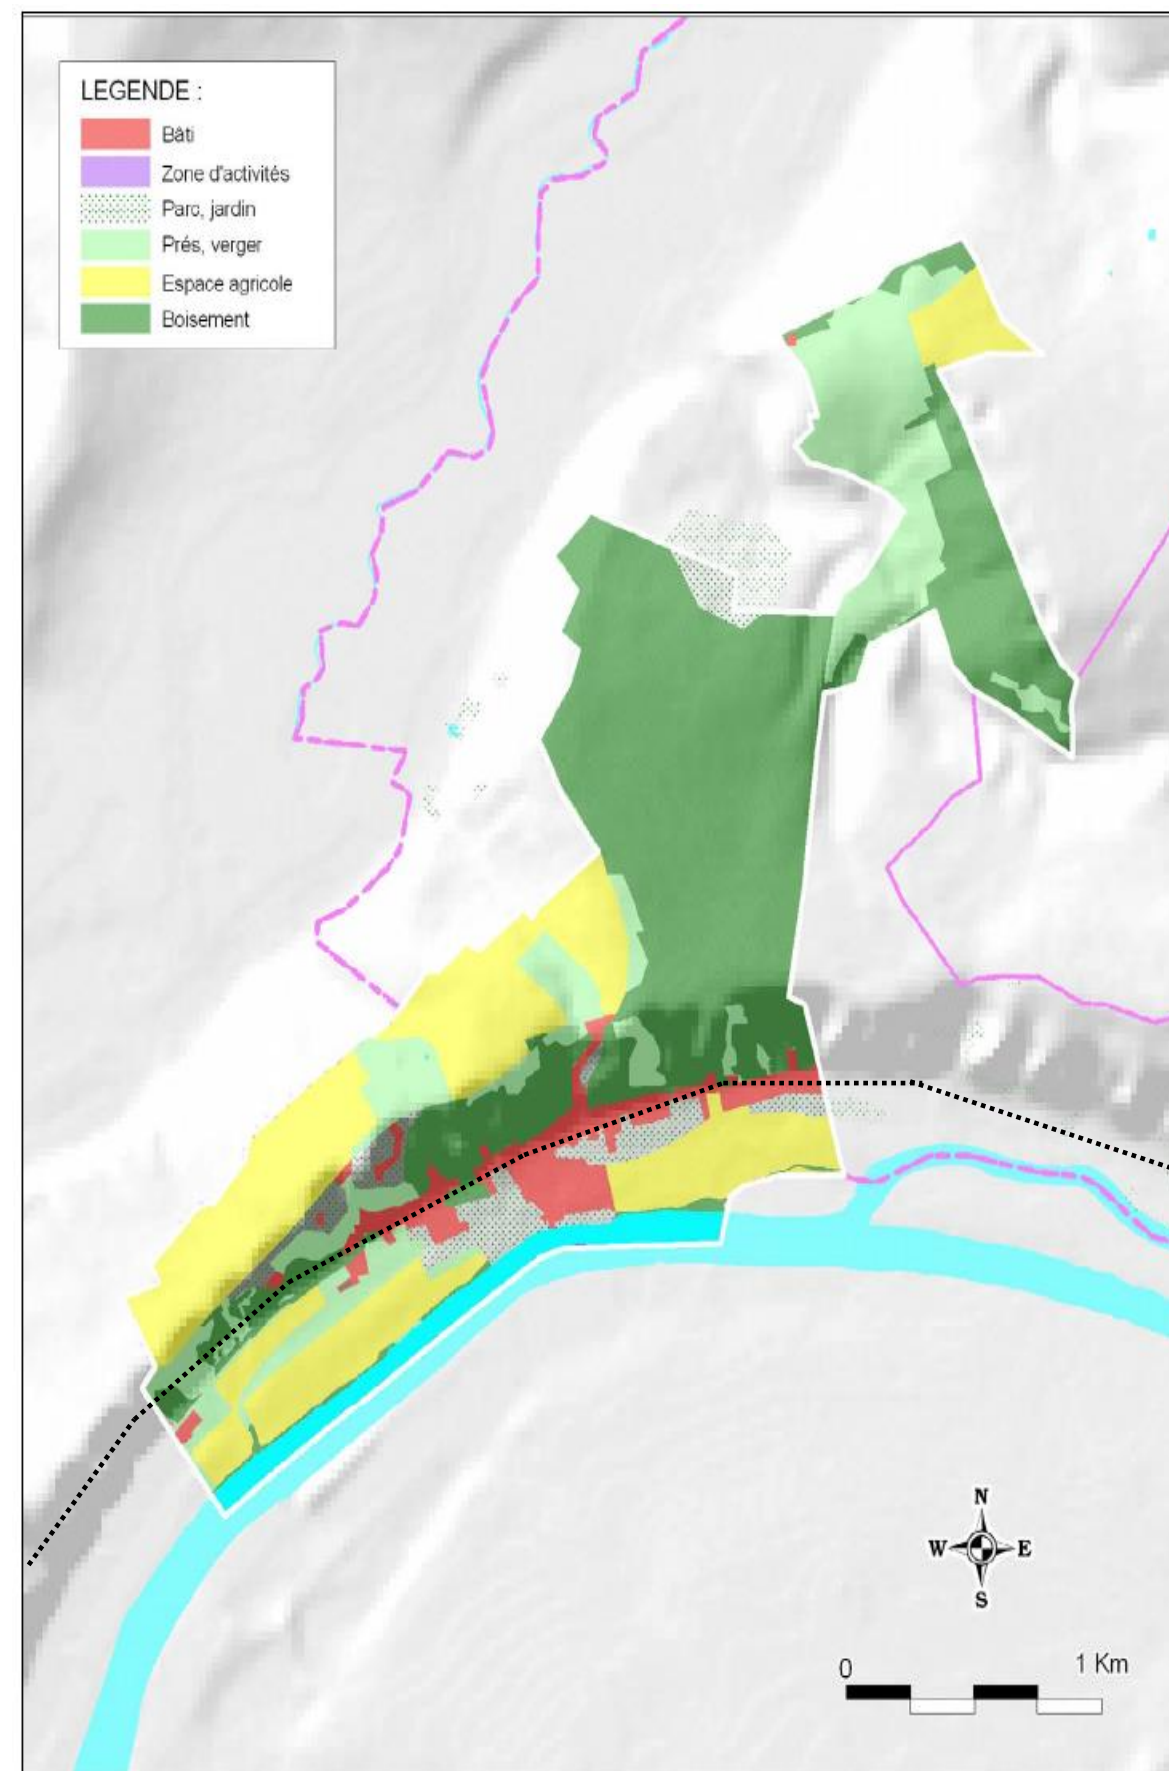 LEGENDE :
Bâti
Zone d'activités
Parc, jardin
Prés, verger
Espace agricole
Boisement
N
W E
S
0 1 Km